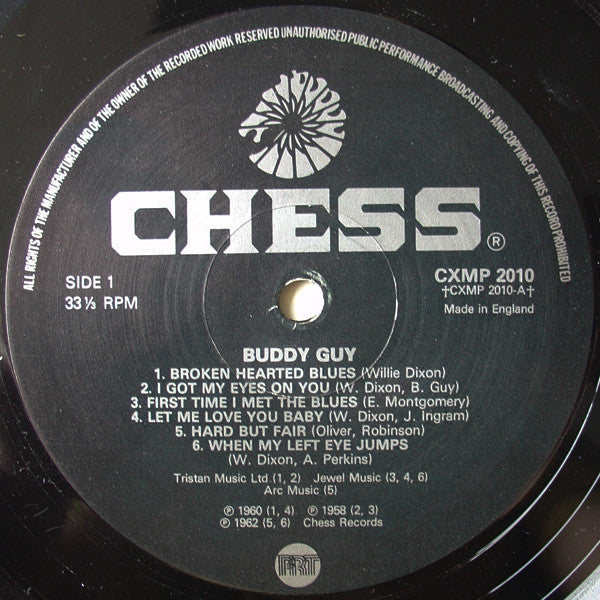 ALL RIGHTS OF THE MANUFACTURER AND OF THE OWNER OF THE RECORDED WORK RESERVED UNAUTHORISED PUBLIC PERFORMANCE BROADCASTING AND COPYING OF THIS RECORD PROHIBITED
CHESS ®
SIDE 1
33⅓ RPM
CXMP 2010
†CXMP 2010-A†
Made in England
BUDDY GUY
1. BROKEN HEARTED BLUES (Willie Dixon)
2. I GOT MY EYES ON YOU (W. Dixon, B. Guy)
3. FIRST TIME I MET THE BLUES (E. Montgomery)
4. LET ME LOVE YOU BABY (W. Dixon, J. Ingram)
5. HARD BUT FAIR (Oliver, Robinson)
6. WHEN MY LEFT EYE JUMPS
(W. Dixon, A. Perkins)
Tristan Music Ltd (1, 2) Jewel Music (3, 4, 6)
Arc Music (5)
℗ 1960 (1, 4) ℗ 1958 (2, 3)
℗ 1962 (5, 6) Chess Records
PRT